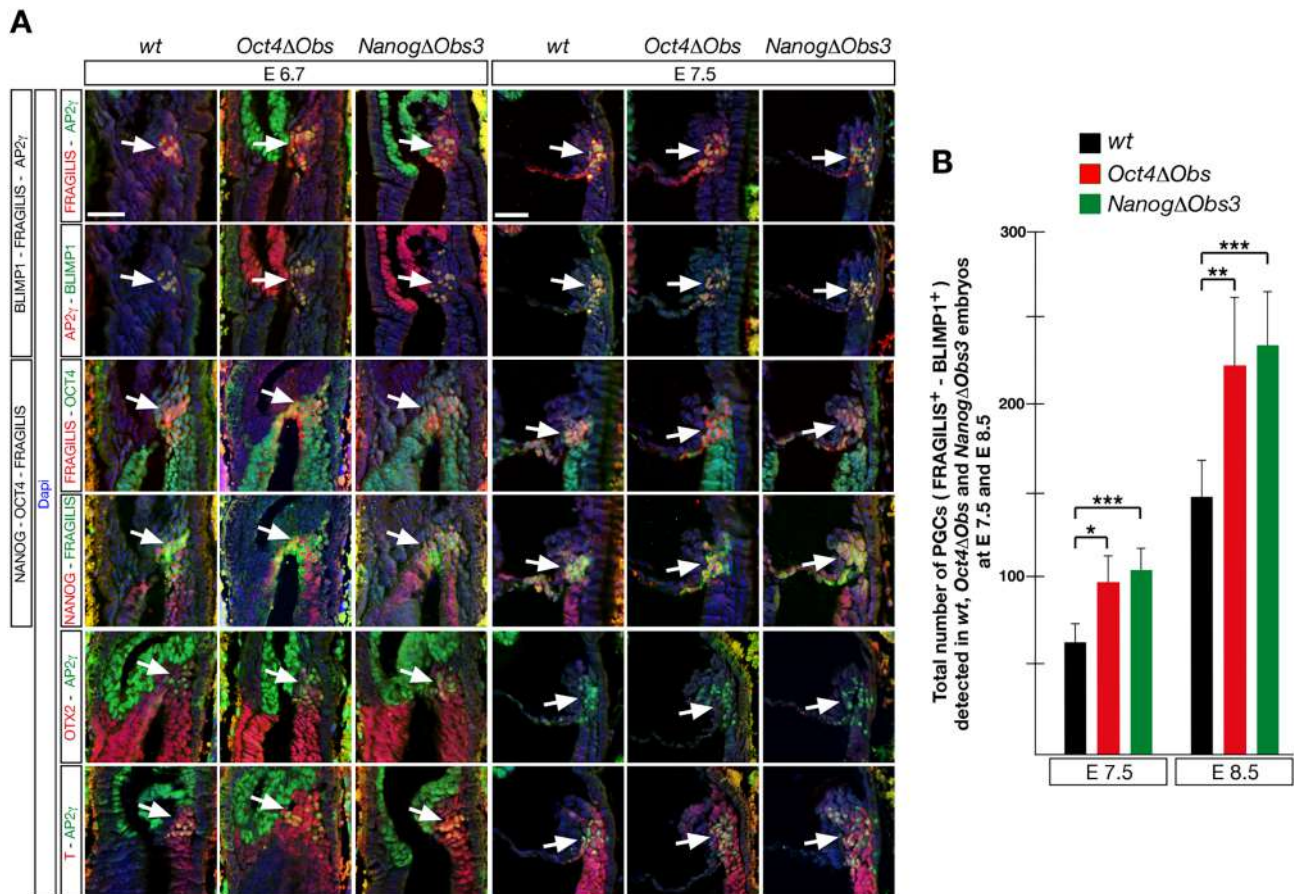 A
wt Oct4ΔObs NanogΔObs3 wt Oct4ΔObs NanogΔObs3
E 6.7 E 7.5
BLIMP1 - FRAGILIS - AP2γ
NANOG - OCT4 - FRAGILIS
Dapi
FRAGILIS - AP2γ
AP2γ - BLIMP1
FRAGILIS - OCT4
NANOG - FRAGILIS
OTX2 - AP2γ
T - AP2γ
B
wt
Oct4ΔObs
NanogΔObs3
Total number of PGCs ( FRAGILIS⁺ - BLIMP1⁺)
detected in wt, Oct4ΔObs and NanogΔObs3 embryos
at E 7.5 and E 8.5
300
200
100
***
**
***
*
E 7.5 E 8.5